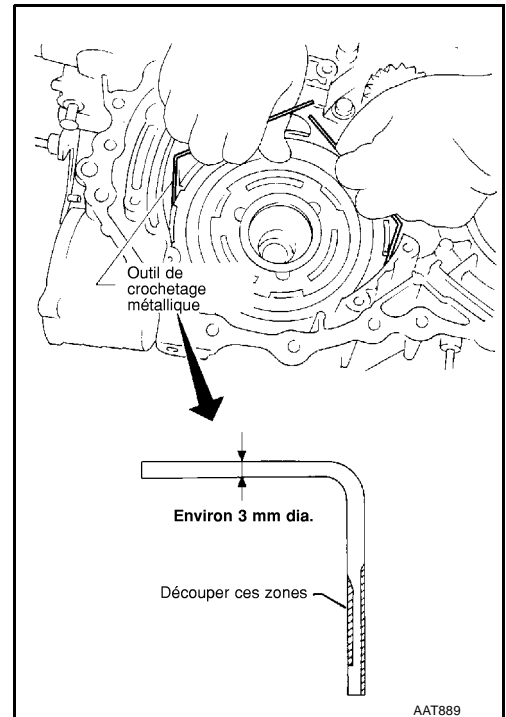 Outil de
crochetage
métallique
Environ 3 mm dia.
Découper ces zones
AAT889